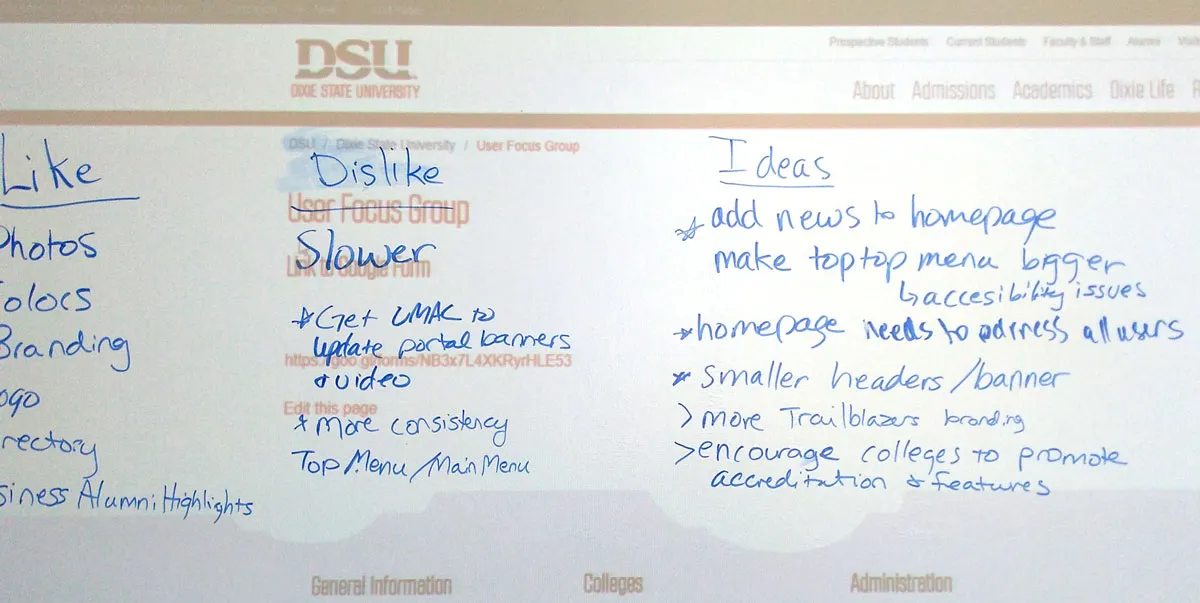 DSU
DIXIE STATE UNIVERSITY
Prospective Students Current Students Faculty & Staff Alumni
About Admissions Academics Dixie Life
DSU / Dixie State University / User Focus Group
User Focus Group
Link to Google Form
https://goo.gl/forms/NB3x7L4XKRyrHLE53
Edit this page
Like
Photos
Colors
Branding
ogo
rectory
siness Alumni Highlights
Dislike
Slower
* Get UMAC to
update portal banners
+ video
* More consistency
Top Menu / Main Menu
Ideas
* add news to homepage
make top top menu bigger
↳ accesibility issues
* homepage needs to adrress all users
* smaller headers / banner
> more Trailblazers branding
> encourage colleges to promote
accreditation & features
General Information Colleges Administration